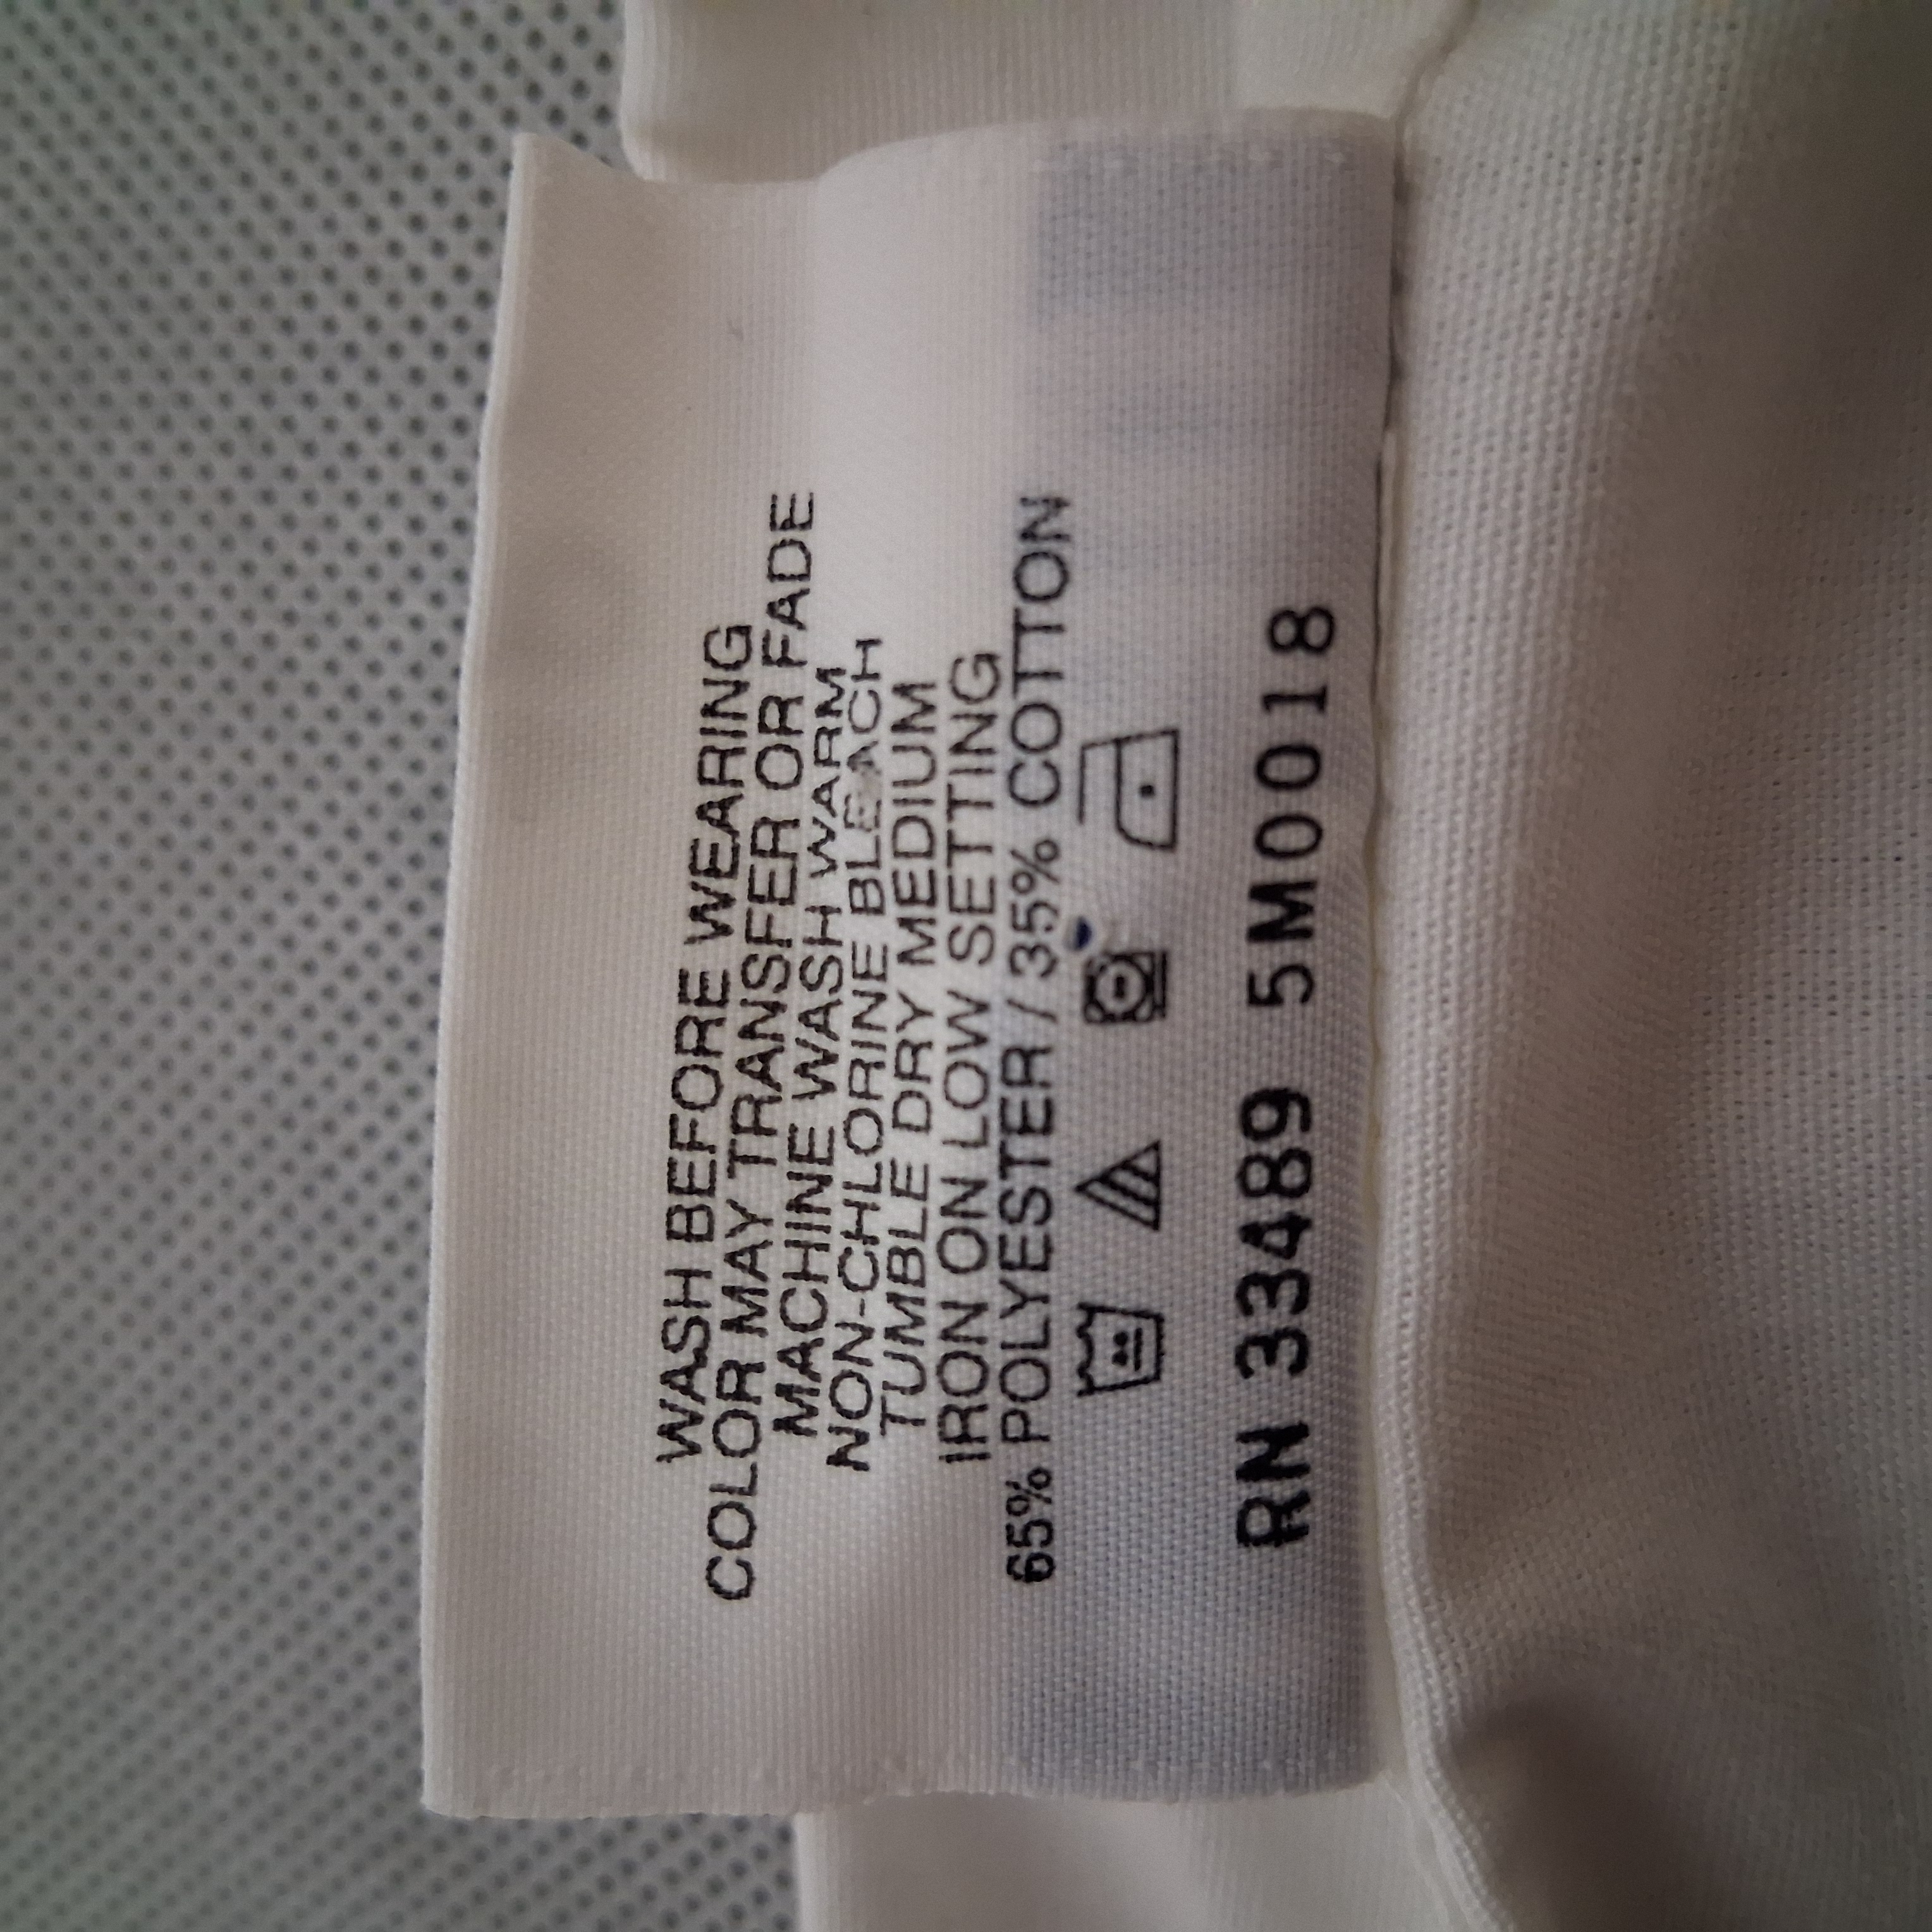 WASH BEFORE WEARING
COLOR MAY TRANSFER OR FADE
MACHINE WASH WARM
NON-CHLORINE BLEACH
TUMBLE DRY MEDIUM
IRON ON LOW SETTING
65% POLYESTER / 35% COTTON
RN 33489 5M0018